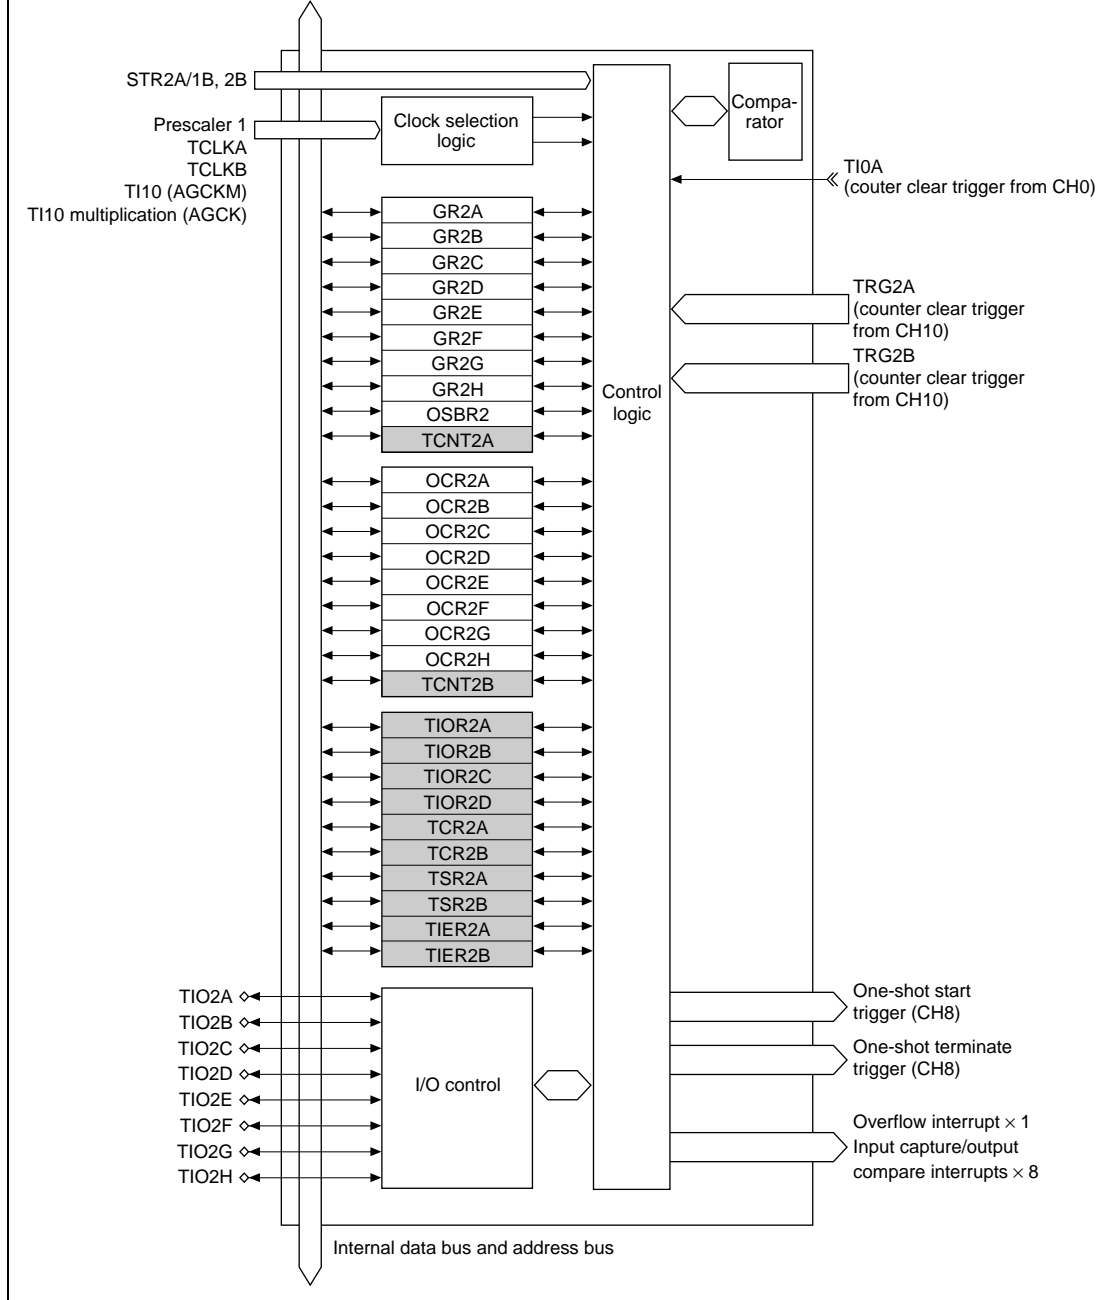 STR2A/1B, 2B
Prescaler 1
TCLKA
TCLKB
TI10 (AGCKM)
TI10 multiplication (AGCK)
Clock selection
logic
Compa-
rator
TI0A
(couter clear trigger from CH0)
GR2A
GR2B
GR2C
GR2D
GR2E
GR2F
GR2G
GR2H
OSBR2
TCNT2A
TRG2A
(counter clear trigger
from CH10)
TRG2B
(counter clear trigger
from CH10)
Control
logic
OCR2A
OCR2B
OCR2C
OCR2D
OCR2E
OCR2F
OCR2G
OCR2H
TCNT2B
TIOR2A
TIOR2B
TIOR2C
TIOR2D
TCR2A
TCR2B
TSR2A
TSR2B
TIER2A
TIER2B
TIO2A
TIO2B
TIO2C
TIO2D
TIO2E
TIO2F
TIO2G
TIO2H
I/O control
One-shot start
trigger (CH8)
One-shot terminate
trigger (CH8)
Overflow interrupt × 1
Input capture/output
compare interrupts × 8
Internal data bus and address bus